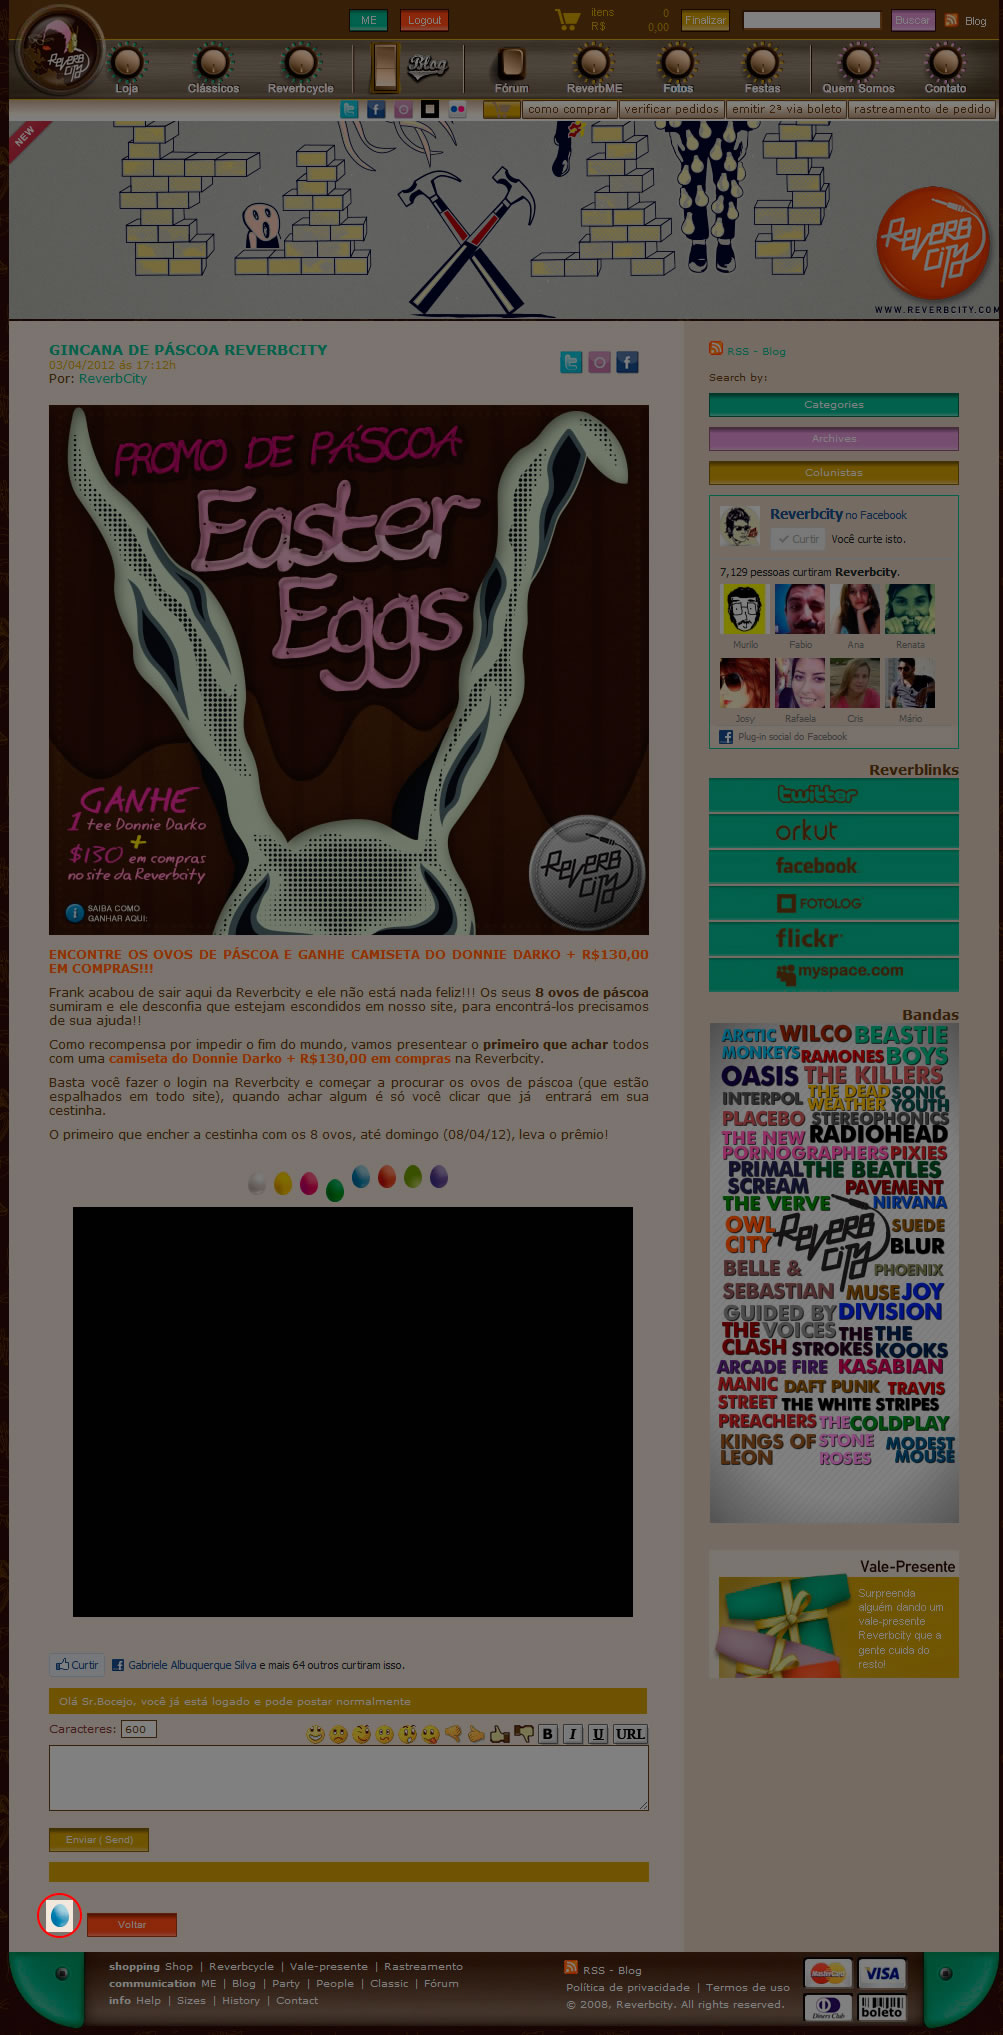 ME
Logout
itens 0
R$ 0,00
Finalizar
Buscar
Blog
Reverb City
Loja
Clássicos
Reverbcycle
Blog
Fórum
ReverbME
Fotos
Festas
Quem Somos
Contato
como comprar
verificar pedidos
emitir 2ª via boleto
rastreamento de pedido
NEW
Reverb City
WWW.REVERBCITY.COM
GINCANA DE PÁSCOA REVERBCITY
03/04/2012 ás 17:12h
Por: ReverbCity
PROMO DE PÁSCOA
Easter
Eggs
GANHE
1 tee Donnie Darko
+
$130 em compras
no site da Reverbcity
SAIBA COMO
GANHAR AQUI:
Reverb City
ENCONTRE OS OVOS DE PÁSCOA E GANHE CAMISETA DO DONNIE DARKO + R$130,00
EM COMPRAS!!!
Frank acabou de sair aqui da Reverbcity e ele não está nada feliz!!! Os seus 8 ovos de páscoa
sumiram e ele desconfia que estejam escondidos em nosso site, para encontrá-los precisamos
de sua ajuda!!
Como recompensa por impedir o fim do mundo, vamos presentear o primeiro que achar todos
com uma camiseta do Donnie Darko + R$130,00 em compras na Reverbcity.
Basta você fazer o login na Reverbcity e começar a procurar os ovos de páscoa (que estão
espalhados em todo site), quando achar algum é só você clicar que já entrará em sua
cestinha.
O primeiro que encher a cestinha com os 8 ovos, até domingo (08/04/12), leva o prêmio!
Curtir
Gabriele Albuquerque Silva e mais 64 outros curtiram isso.
Olá Sr.Bocejo, você já está logado e pode postar normalmente
Caracteres: 600
B I U URL
Enviar ( Send)
Voltar
RSS - Blog
Search by:
Categories
Archives
Colunistas
Reverbcity no Facebook
Curtir
Você curte isto.
7,129 pessoas curtiram Reverbcity.
Murilo Fabio Ana Renata
Josy Rafaela Cris Mário
Plug-in social do Facebook
Reverblinks
twitter
orkut
facebook
FOTOLOG
flickr
myspace.com
Bandas
ARCTIC MONKEYS
WILCO
BEASTIE BOYS
RAMONES
OASIS
THE KILLERS
INTERPOL
THE DEAD WEATHER
SONIC YOUTH
PLACEBO
STEREOPHONICS
THE NEW PORNOGRAPHERS
RADIOHEAD
PIXIES
PRIMAL SCREAM
THE BEATLES
PAVEMENT
THE VERVE
NIRVANA
OWL CITY
Reverb City
SUEDE
BLUR
BELLE & SEBASTIAN
PHOENIX
MUSE
JOY DIVISION
GUIDED BY VOICES
THE CLASH
THE STROKES
THE KOOKS
ARCADE FIRE
KASABIAN
MANIC STREET PREACHERS
DAFT PUNK
TRAVIS
THE WHITE STRIPES
THE STONE ROSES
COLDPLAY
KINGS OF LEON
MODEST MOUSE
Vale-Presente
Surpreenda
alguém dando um
vale-presente
Reverbcity que a
gente cuida do
resto!
shopping Shop | Reverbcycle | Vale-presente | Rastreamento
communication ME | Blog | Party | People | Classic | Fórum
info Help | Sizes | History | Contact
RSS - Blog
Política de privacidade | Termos de uso
© 2008, Reverbcity. All rights reserved.
MasterCard
VISA
Diners Club
boleto